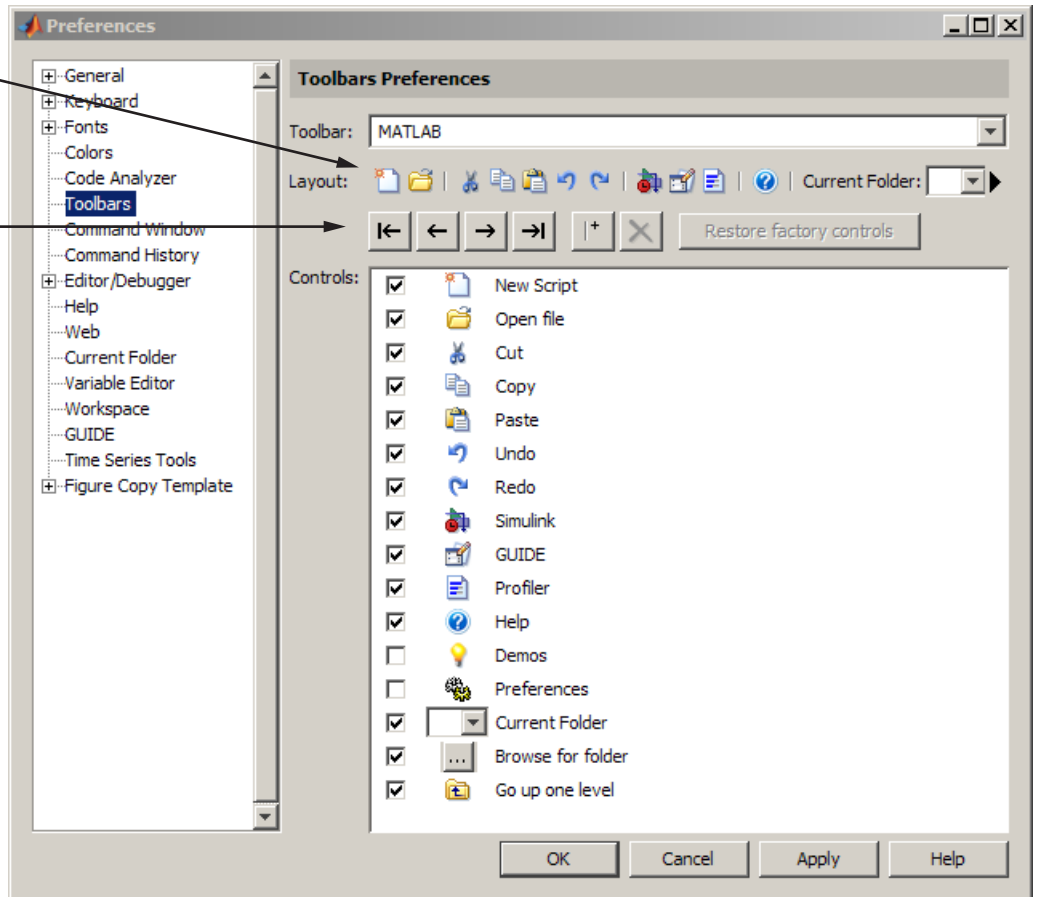 Preferences
General
Keyboard
Fonts
Colors
Code Analyzer
Toolbars
Command Window
Command History
Editor/Debugger
Help
Web
Current Folder
Variable Editor
Workspace
GUIDE
Time Series Tools
Figure Copy Template
Toolbars Preferences
Toolbar: MATLAB
Layout: Current Folder:
Restore factory controls
Controls:
New Script
Open file
Cut
Copy
Paste
Undo
Redo
Simulink
GUIDE
Profiler
Help
Demos
Preferences
Current Folder
... Browse for folder
Go up one level
OK Cancel Apply Help